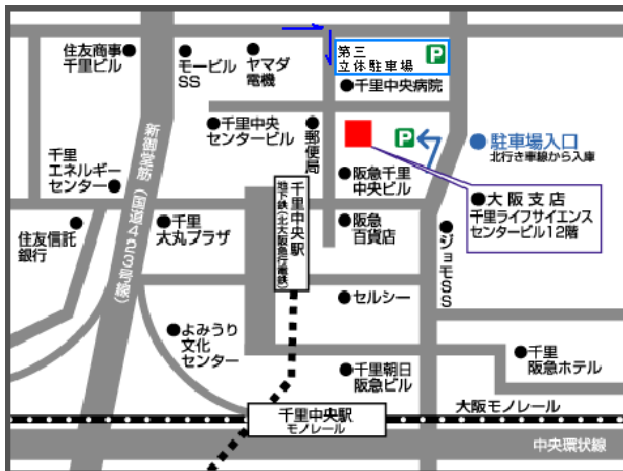 住友商事
千里ビル
モービル
SS
ヤマダ
電機
第三
立体駐車場
P
千里中央病院
千里中央
センタービル
郵便局
P
駐車場入口
北行き車線から入庫
新御堂筋(国道423号線)
千里
エネルギー
センター
千里中央駅
地下鉄(北大阪急行電鉄)
阪急千里
中央ビル
大阪支店
千里ライフサイエンス
センタービル12階
住友信託
銀行
千里
大丸プラザ
阪急
百貨店
ジョモSS
セルシー
よみうり
文化
センター
千里朝日
阪急ビル
千里
阪急ホテル
千里中央駅
モノレール
大阪モノレール
中央環状線